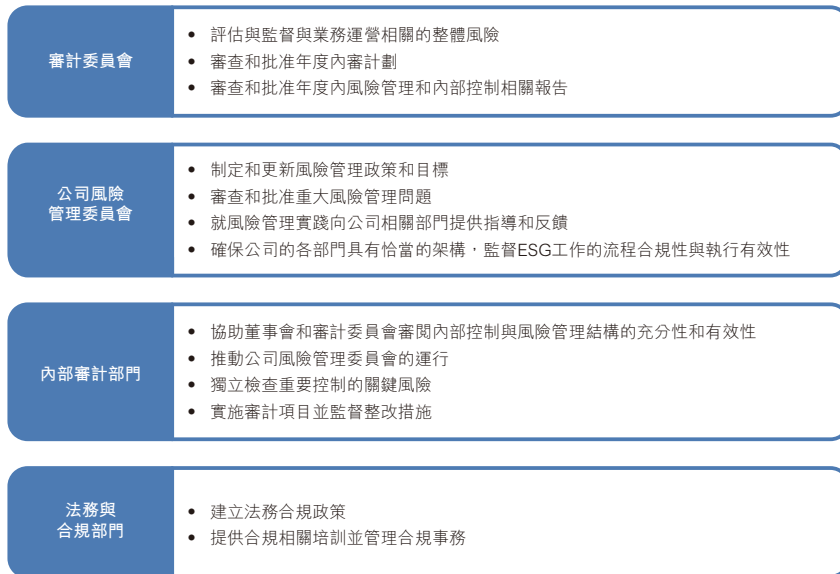 審計委員會
• 評估與監督與業務運營相關的整體風險
• 審查和批准年度內審計劃
• 審查和批准年度內風險管理和內部控制相關報告
公司風險
管理委員會
• 制定和更新風險管理政策和目標
• 審查和批准重大風險管理問題
• 就風險管理實踐向公司相關部門提供指導和反饋
• 確保公司的各部門具有恰當的架構，監督ESG工作的流程合規性與執行有效性
內部審計部門
• 協助董事會和審計委員會審閱內部控制與風險管理結構的充分性和有效性
• 推動公司風險管理委員會的運行
• 獨立檢查重要控制的關鍵風險
• 實施審計項目並監督整改措施
法務與
合規部門
• 建立法務合規政策
• 提供合規相關培訓並管理合規事務